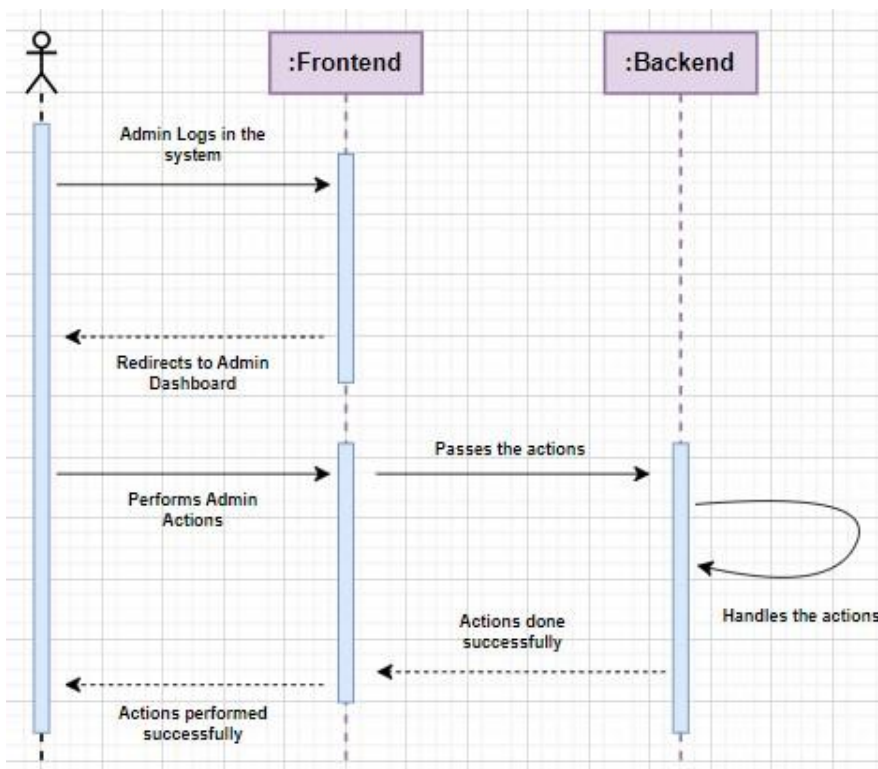 :Frontend
:Backend
Admin Logs in the
system
Redirects to Admin
Dashboard
Passes the actions
Performs Admin
Actions
Handles the actions
Actions done
successfully
Actions performed
successfully